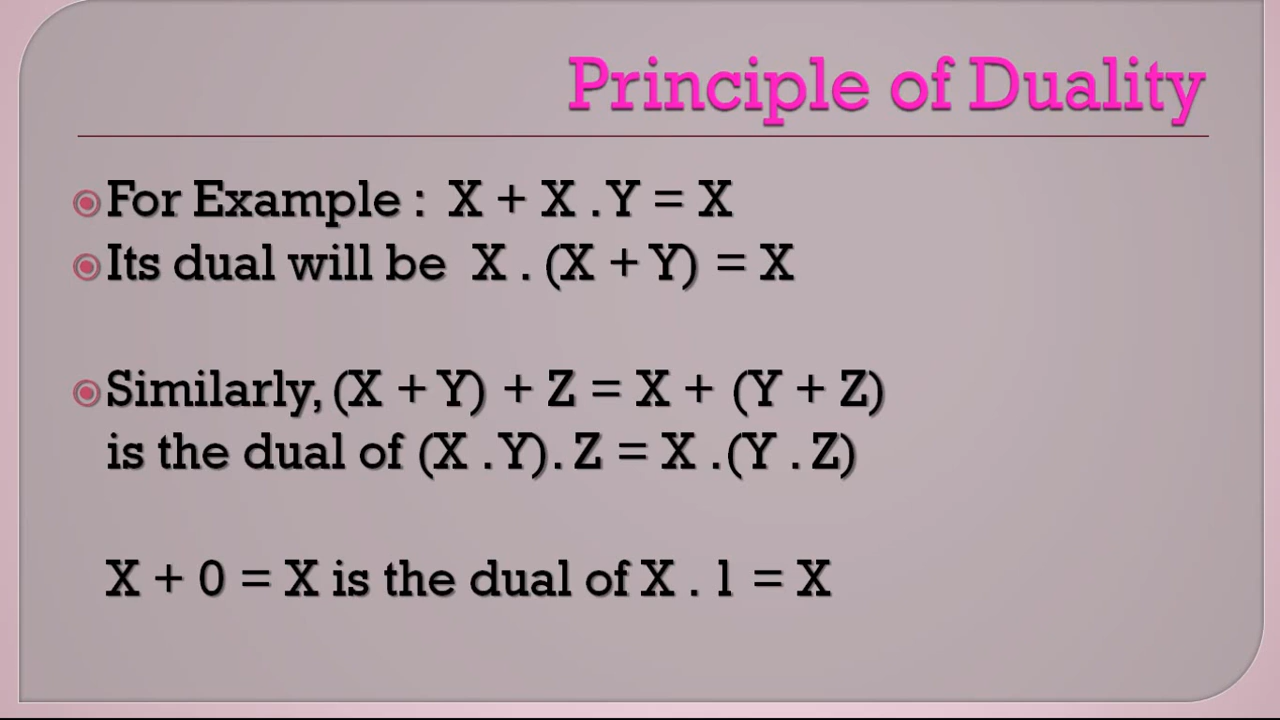 Principle of Duality
For Example : X + X . Y = X
Its dual will be X . (X + Y) = X
Similarly, (X + Y) + Z = X + (Y + Z)
is the dual of (X . Y) . Z = X . (Y . Z)
X + 0 = X is the dual of X . 1 = X